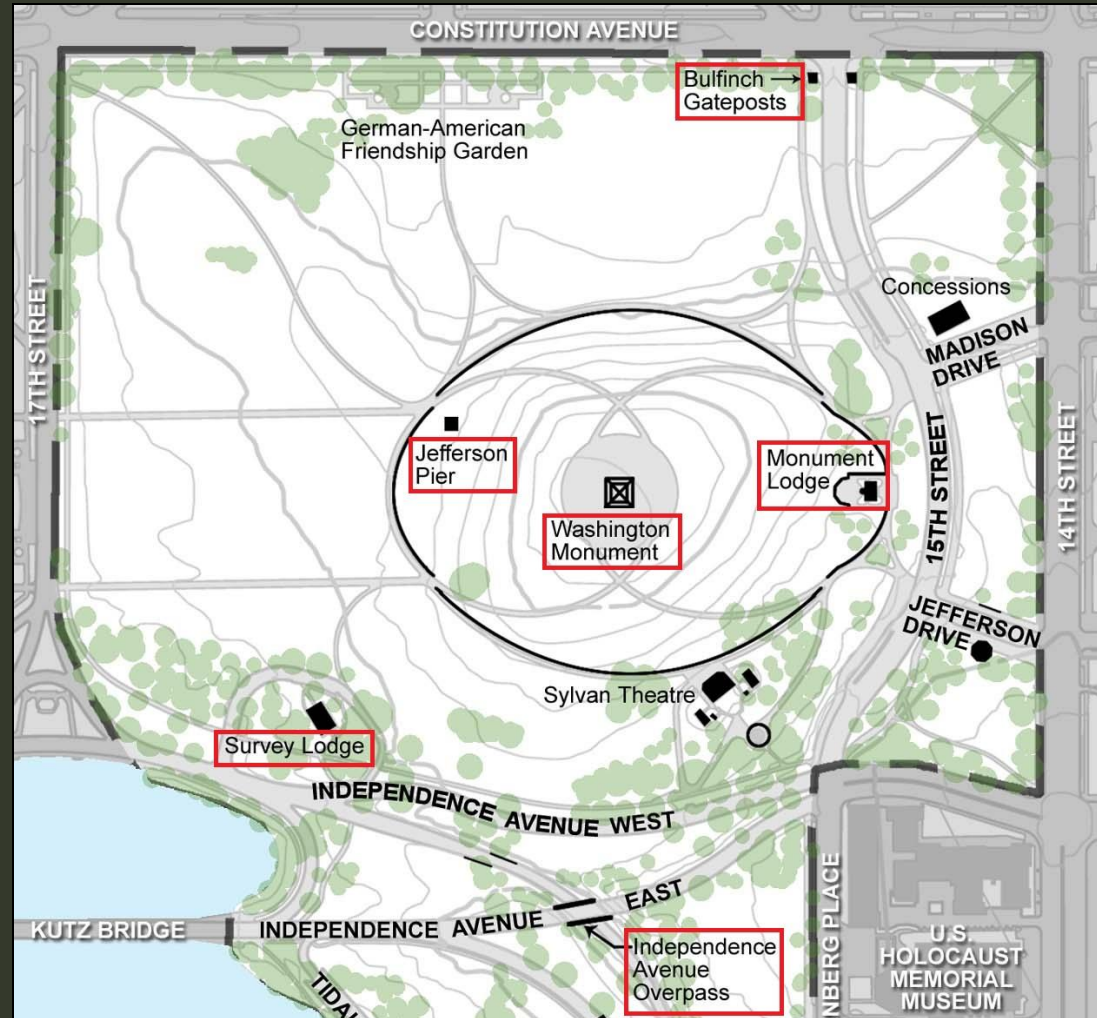 CONSTITUTION AVENUE
Bulfinch
Gateposts
German-American
Friendship Garden
Concessions
MADISON
DRIVE
17TH STREET
Jefferson
Pier
Monument
Lodge
Washington
Monument
15TH STREET
14TH STREET
JEFFERSON
DRIVE
Sylvan Theatre
Survey Lodge
INDEPENDENCE AVENUE WEST
INDEPENDENCE AVENUE EAST
KUTZ BRIDGE
Independence
Avenue
Overpass
NBERG PLACE
U.S.
HOLOCAUST
MEMORIAL
MUSEUM